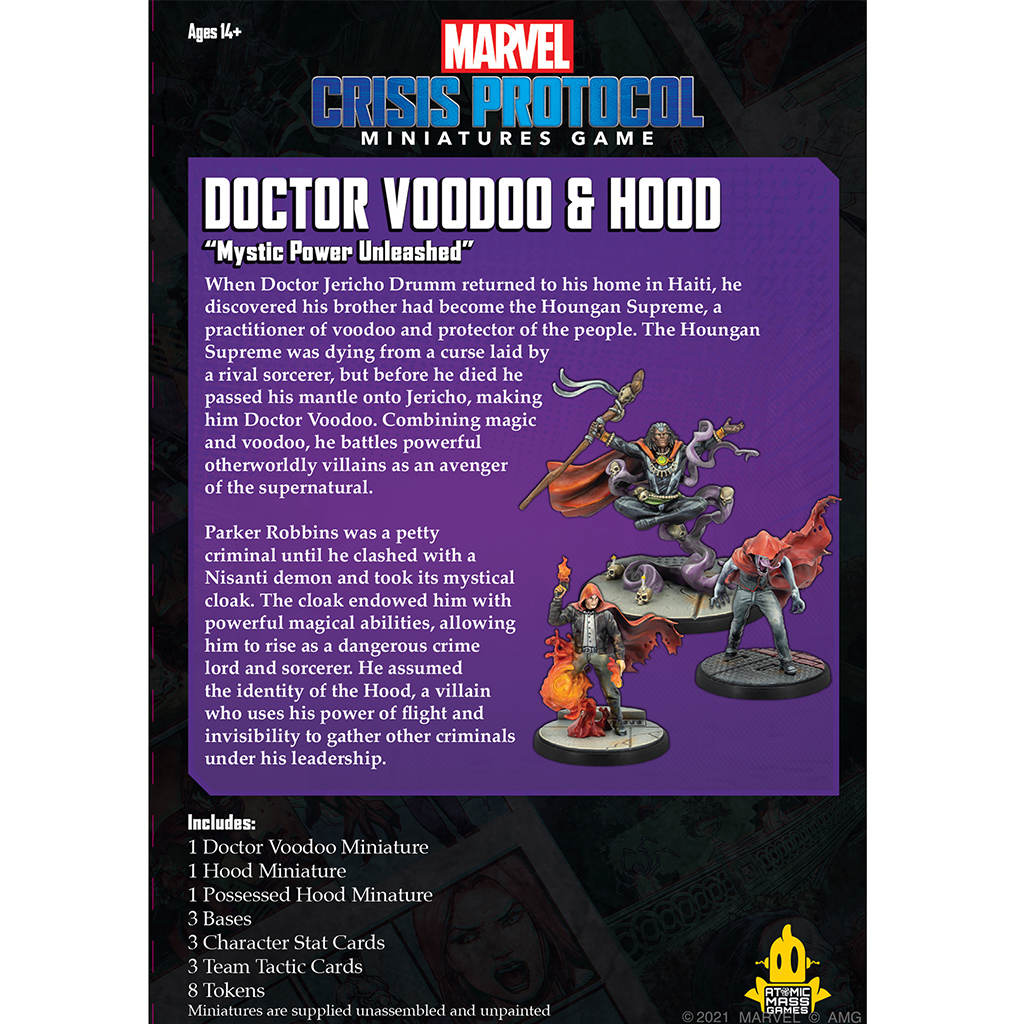 Ages 14+
MARVEL
CRISIS PROTOCOL
MINIATURES GAME
DOCTOR VOODOO & HOOD
“Mystic Power Unleashed”
When Doctor Jericho Drumm returned to his home in Haiti, he
discovered his brother had become the Houngan Supreme, a
practitioner of voodoo and protector of the people. The Houngan
Supreme was dying from a curse laid by
a rival sorcerer, but before he died he
passed his mantle onto Jericho, making
him Doctor Voodoo. Combining magic
and voodoo, he battles powerful
otherworldly villains as an avenger
of the supernatural.
Parker Robbins was a petty
criminal until he clashed with a
Nisanti demon and took its mystical
cloak. The cloak endowed him with
powerful magical abilities, allowing
him to rise as a dangerous crime
lord and sorcerer. He assumed
the identity of the Hood, a villain
who uses his power of flight and
invisibility to gather other criminals
under his leadership.
Includes:
1 Doctor Voodoo Miniature
1 Hood Miniature
1 Possessed Hood Minature
3 Bases
3 Character Stat Cards
3 Team Tactic Cards
8 Tokens
Miniatures are supplied unassembled and unpainted
ATOMIC
MASS
GAMES
©2021 MARVEL © AMG